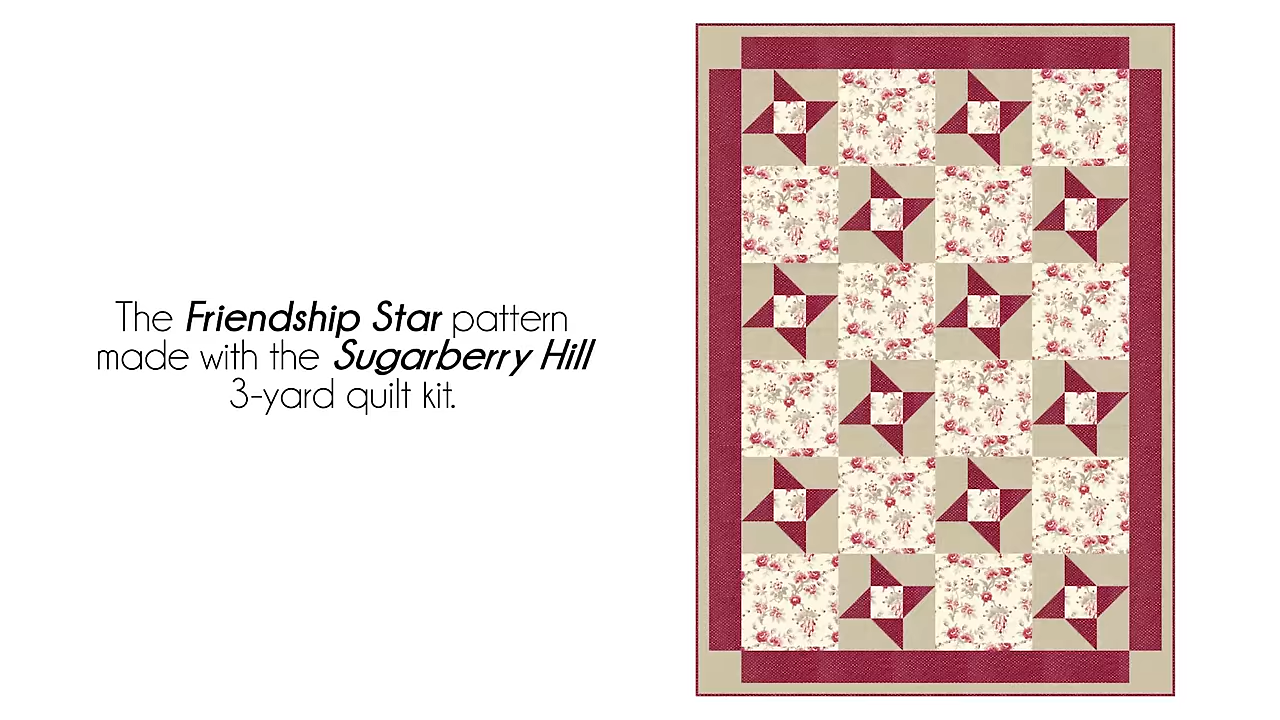 The Friendship Star pattern
made with the Sugarberry Hill
3-yard quilt kit.